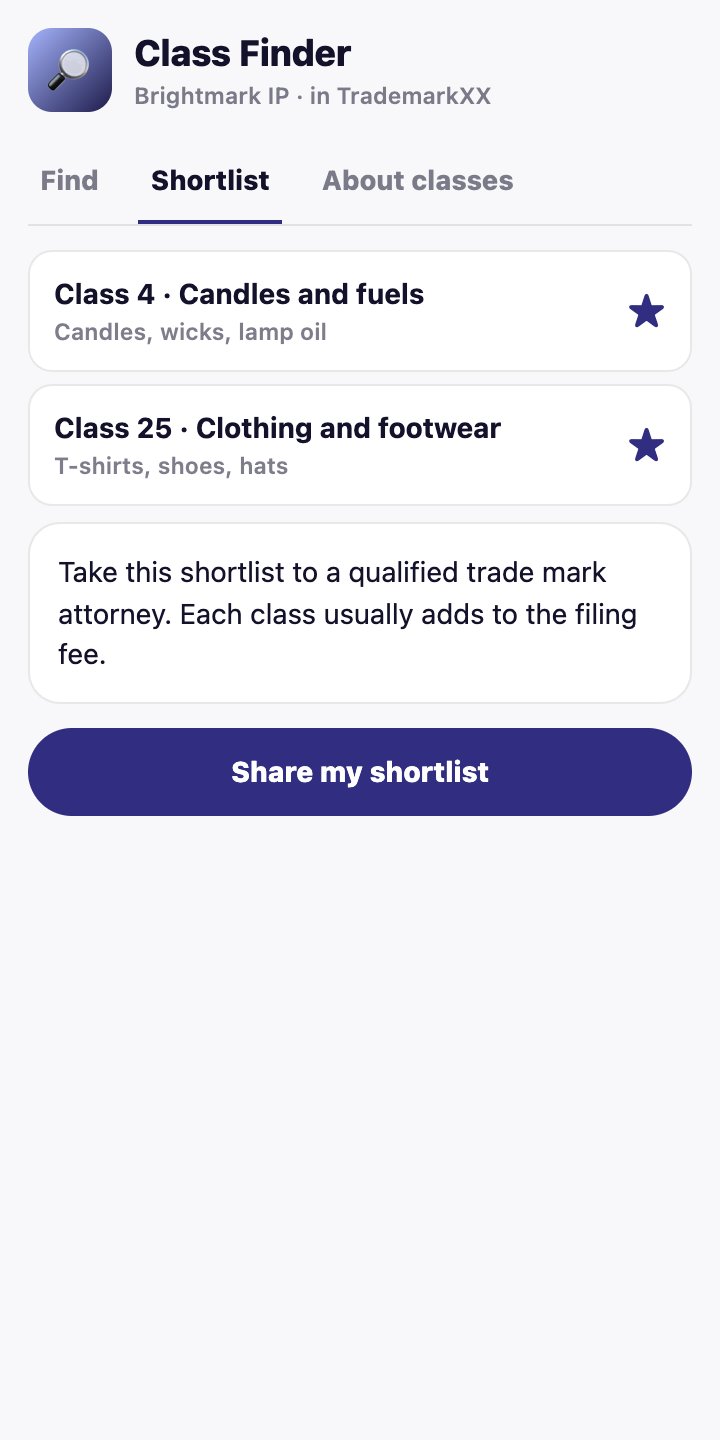 Class Finder
Brightmark IP · in TrademarkXX
Find
Shortlist
About classes
Class 4 · Candles and fuels
Candles, wicks, lamp oil
Class 25 · Clothing and footwear
T-shirts, shoes, hats
Take this shortlist to a qualified trade mark
attorney. Each class usually adds to the filing
fee.
Share my shortlist